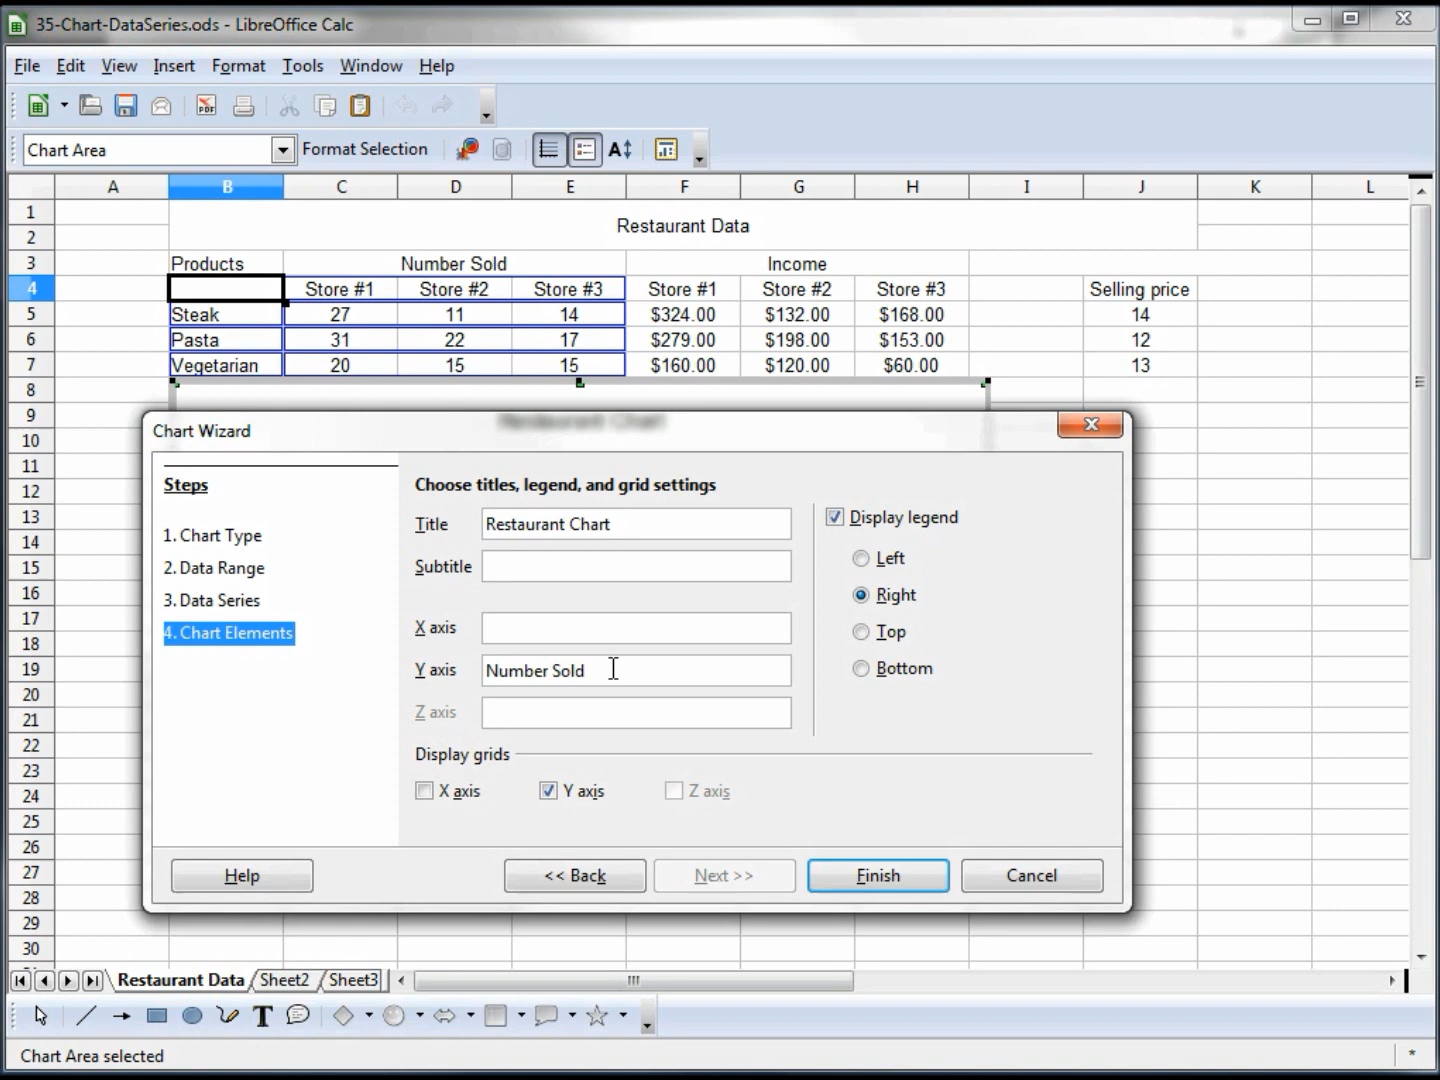 35-Chart-DataSeries.ods - LibreOffice Calc
File Edit View Insert Format Tools Window Help
Chart Area Format Selection
A B C D E F G H I J K L
1
2 Restaurant Data
3 Products Number Sold Income
4 Store #1 Store #2 Store #3 Store #1 Store #2 Store #3 Selling price
5 Steak 27 11 14 $324.00 $132.00 $168.00 14
6 Pasta 31 22 17 $279.00 $198.00 $153.00 12
7 Vegetarian 20 15 15 $160.00 $120.00 $60.00 13
8
9 Restaurant Chart
10 Chart Wizard
11
12 Steps Choose titles, legend, and grid settings
13 Title Restaurant Chart Display legend
14 1. Chart Type Left
15 2. Data Range Subtitle
16 3. Data Series Right
17 4. Chart Elements X axis Top
18
19 Y axis Number Sold Bottom
20
21 Z axis
22 Display grids
23
24 X axis Y axis Z axis
25
26
27 Help << Back Next >> Finish Cancel
28
29
30
Restaurant Data Sheet2 Sheet3
Chart Area selected *